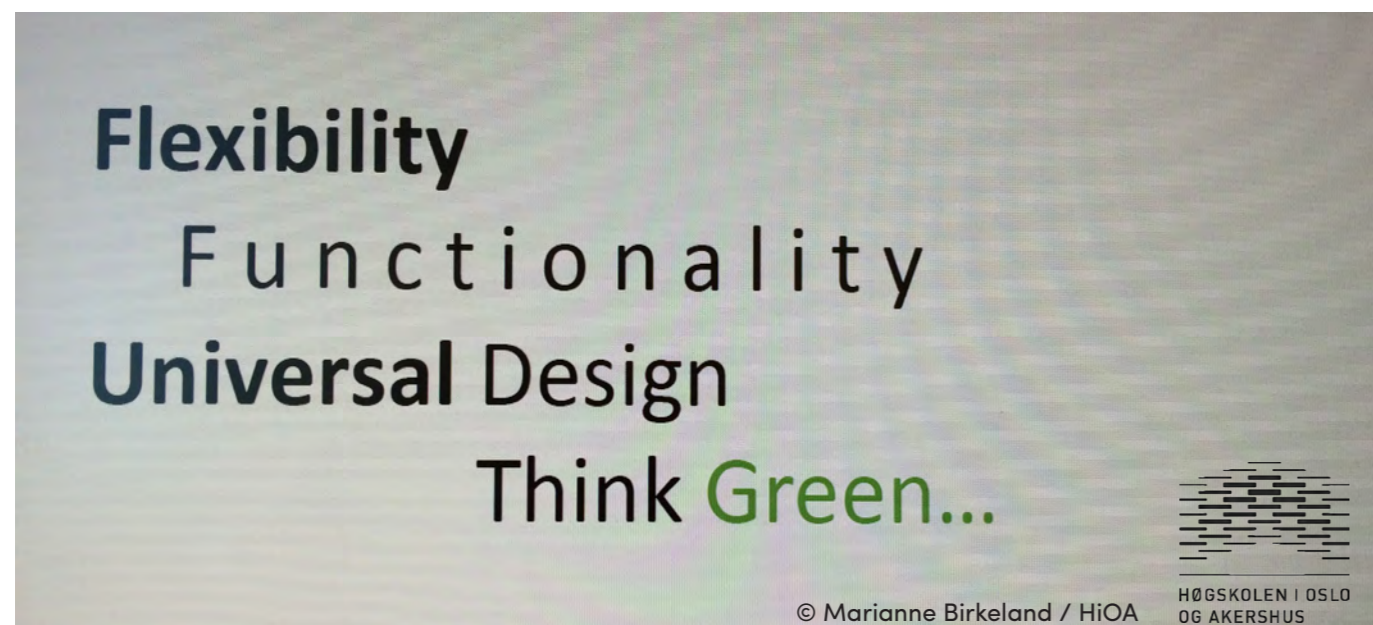 Flexibility
Functionality
Universal Design
Think Green...
© Marianne Birkeland / HiOA
HØGSKOLEN I OSLO
OG AKERSHUS